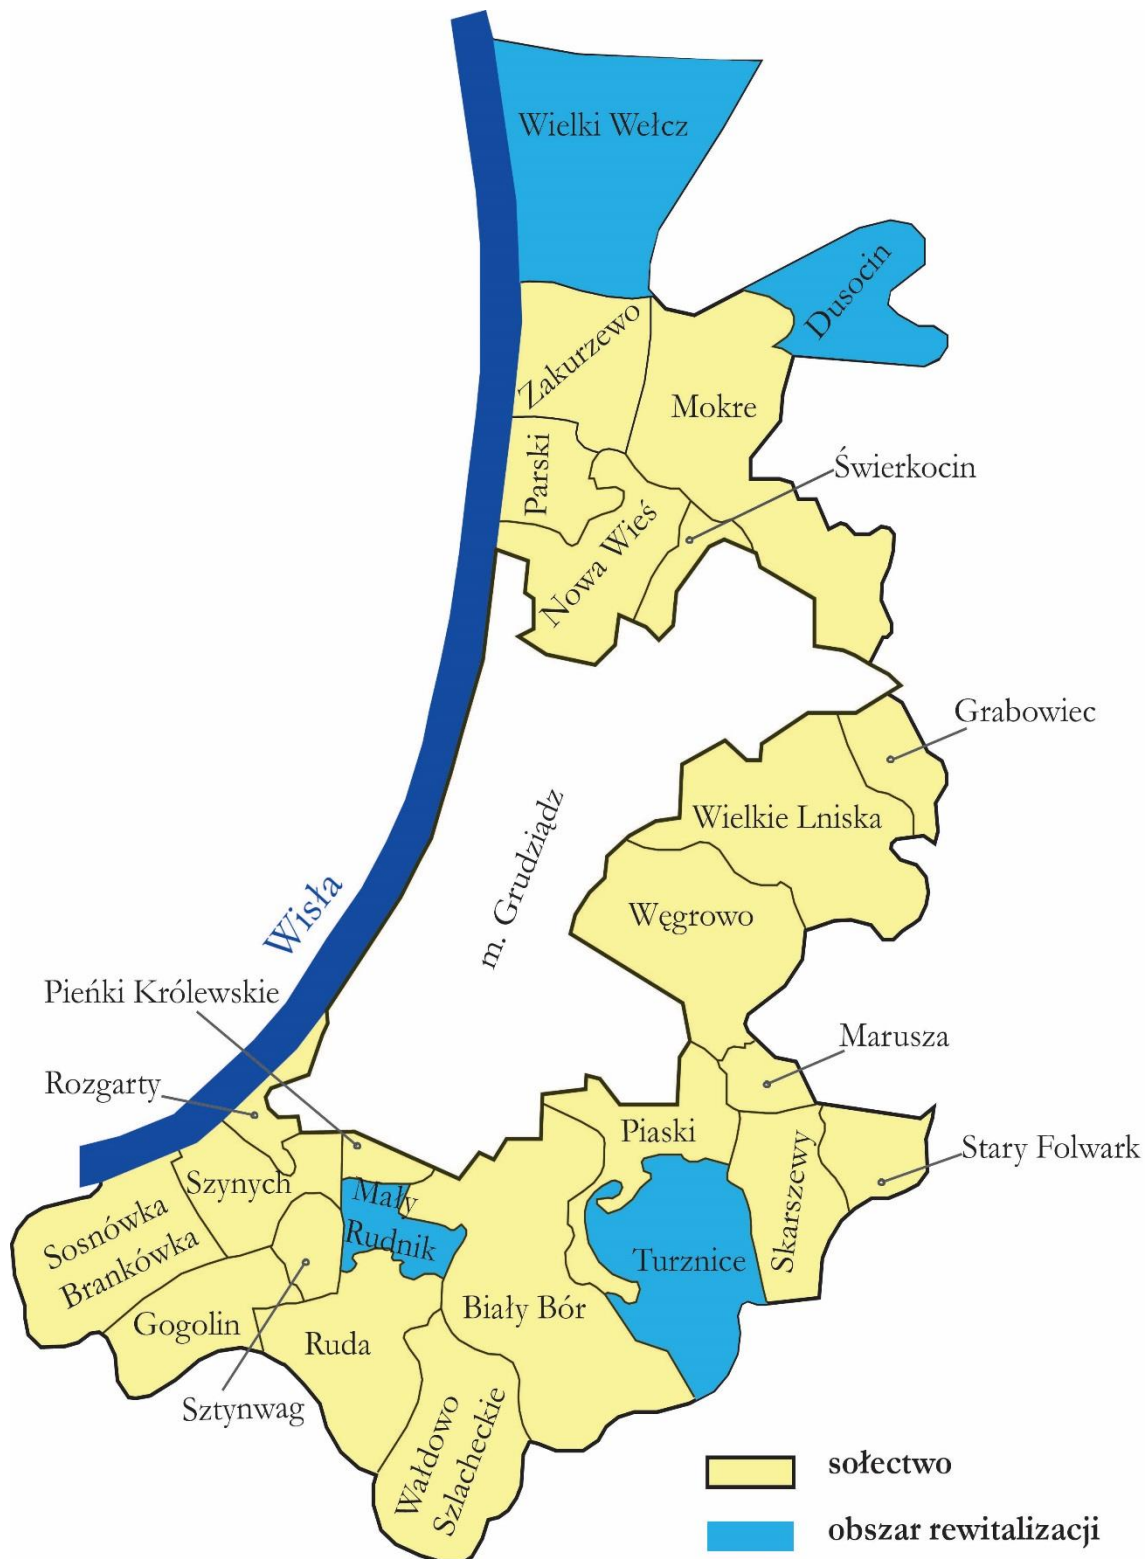 Wielki Wełcz
Dusocin
Zakurzewo
Mokre
Parski
Świerkocin
Nowa Wieś
Grabowiec
Wielkie Lniska
m. Grudziądz
Węgrowo
Wisła
Pieńki Królewskie
Marusza
Rozgarty
Piaski
Stary Folwark
Szynych
Mały
Rudnik
Skarszewy
Sosnówka
Brankówka
Turznice
Biały Bór
Gogolin
Ruda
Sztynwag
Wałdowo
Szlacheckie
sołectwo
obszar rewitalizacji